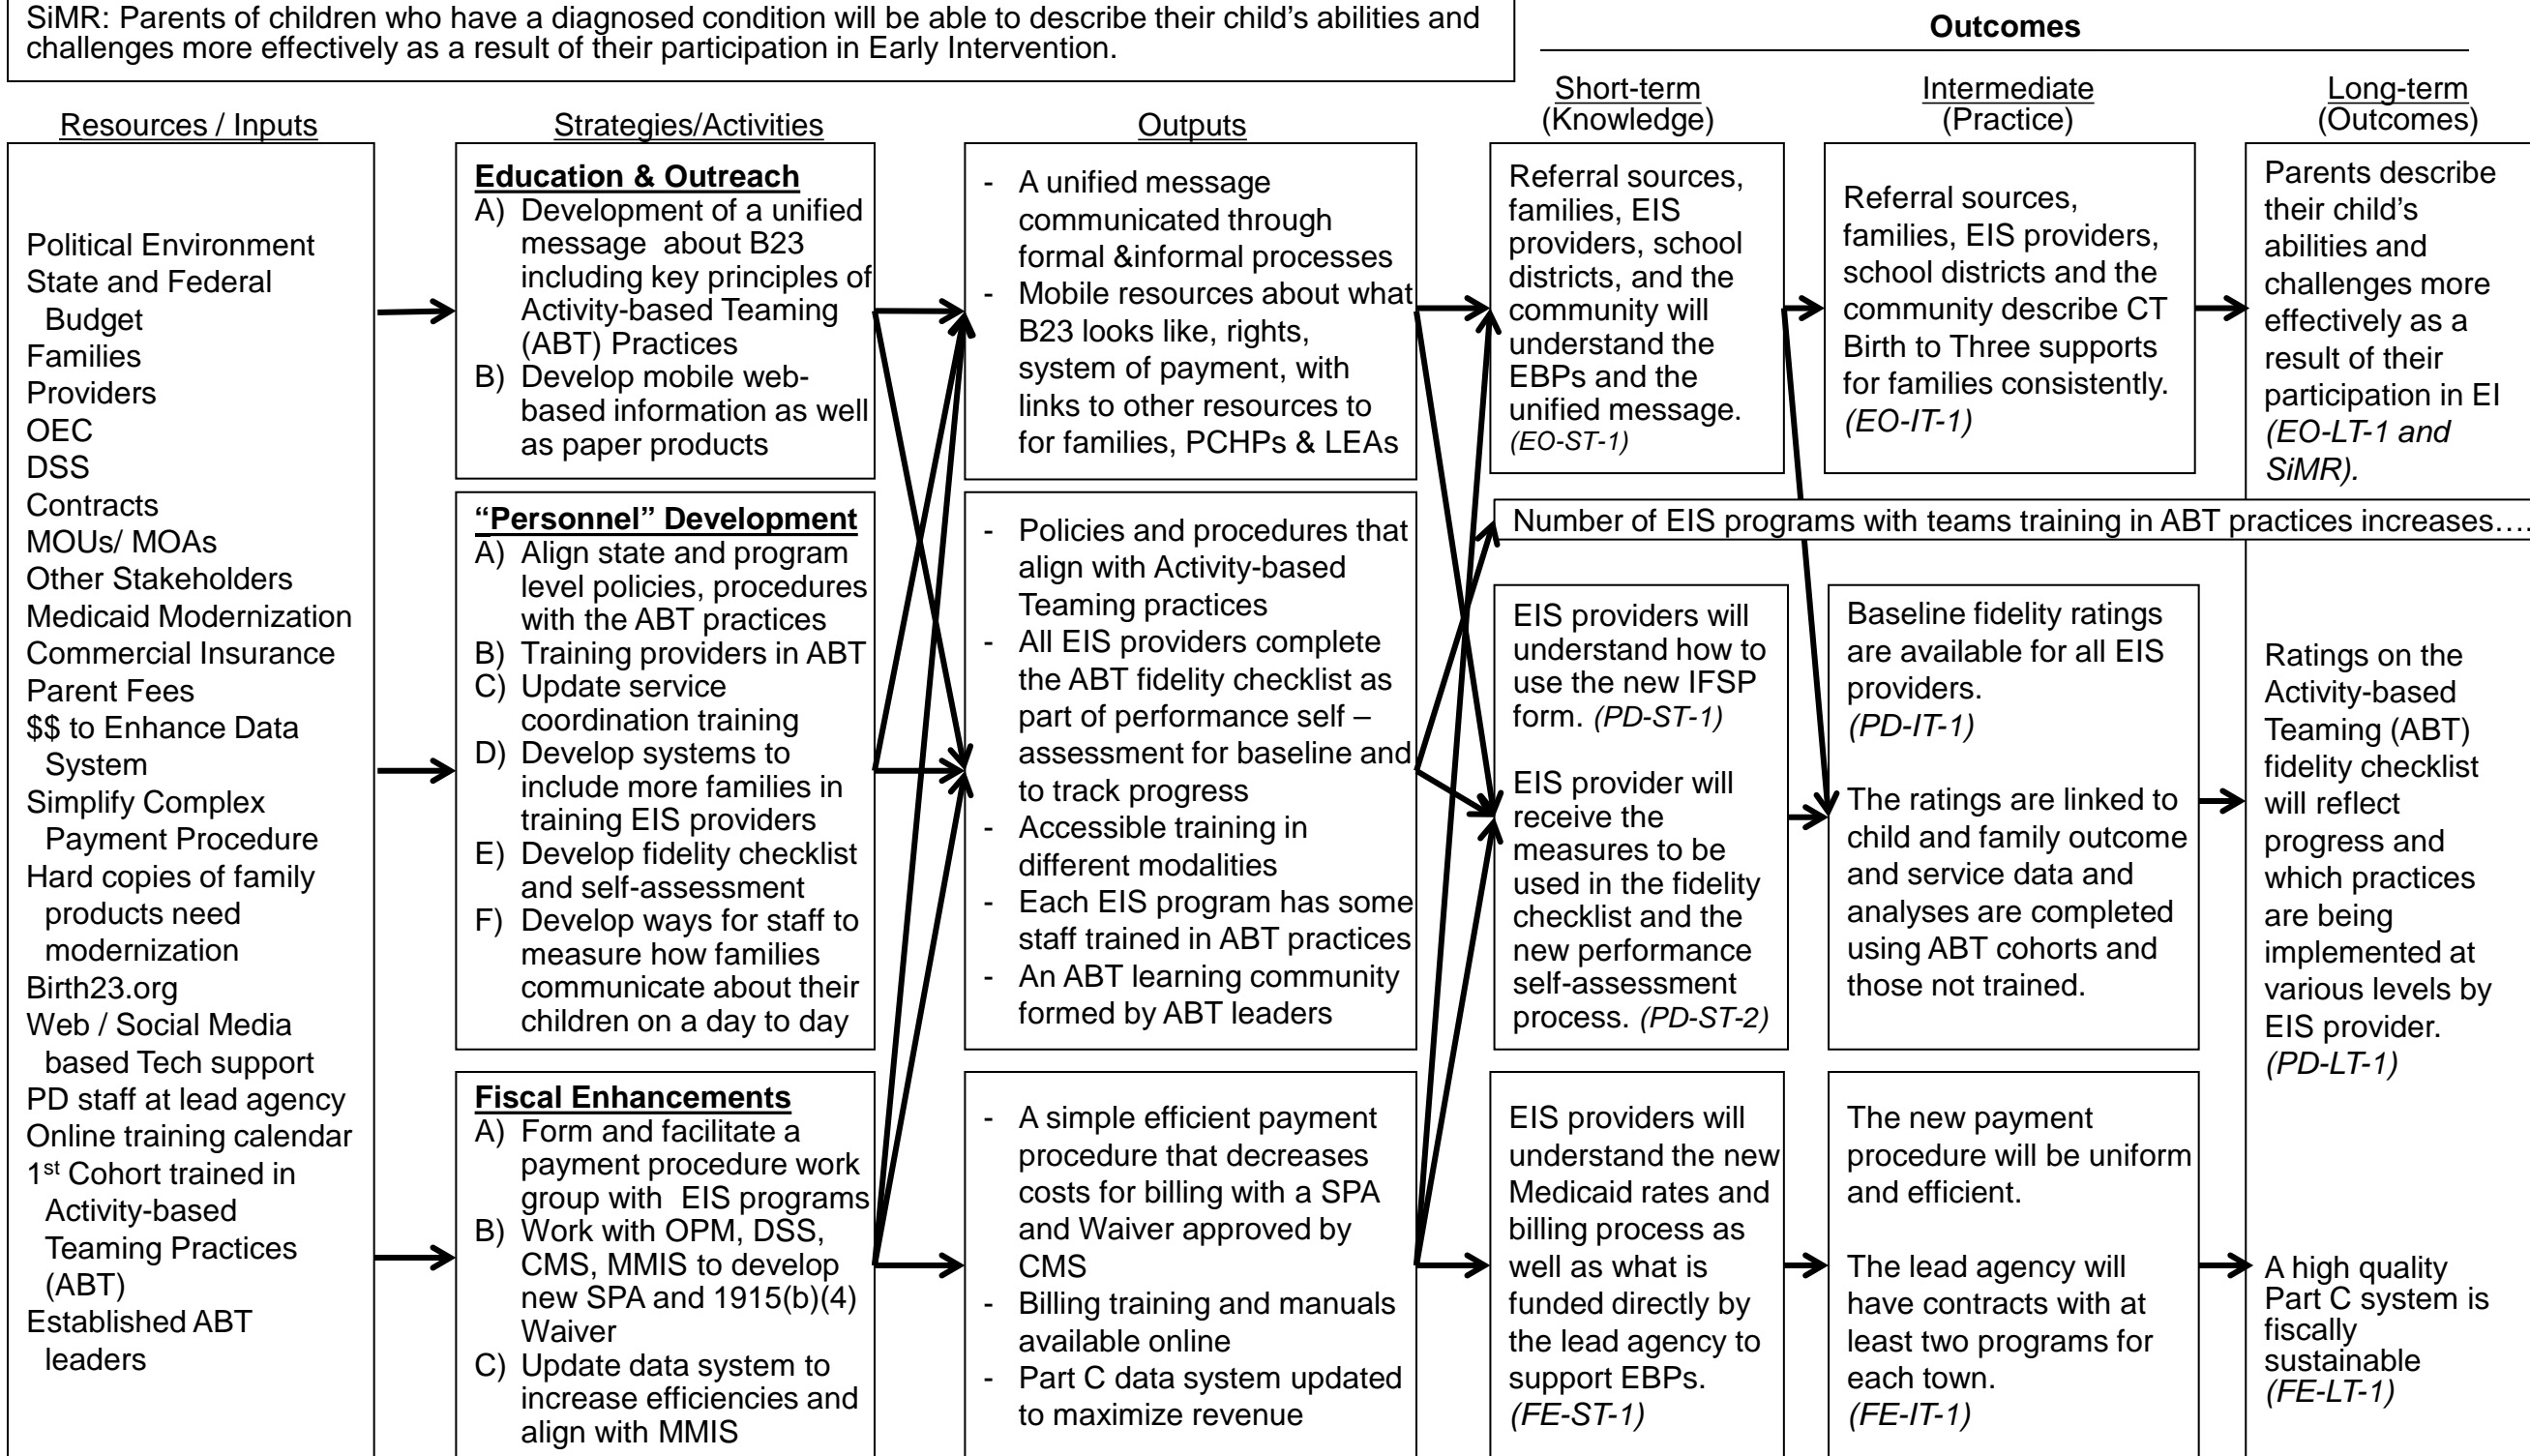 SiMR: Parents of children who have a diagnosed condition will be able to describe their child’s abilities and
challenges more effectively as a result of their participation in Early Intervention.
Outcomes
Resources / Inputs
Strategies/Activities
Outputs
Short-term
(Knowledge)
Intermediate
(Practice)
Long-term
(Outcomes)
Political Environment
State and Federal
Budget
Families
Providers
OEC
DSS
Contracts
MOUs/ MOAs
Other Stakeholders
Medicaid Modernization
Commercial Insurance
Parent Fees
$$ to Enhance Data
System
Simplify Complex
Payment Procedure
Hard copies of family
products need
modernization
Birth23.org
Web / Social Media
based Tech support
PD staff at lead agency
Online training calendar
1st Cohort trained in
Activity-based
Teaming Practices
(ABT)
Established ABT
leaders
Education & Outreach
A) Development of a unified
message about B23
including key principles of
Activity-based Teaming
(ABT) Practices
B) Develop mobile web-
based information as well
as paper products
- A unified message
communicated through
formal &informal processes
- Mobile resources about what
B23 looks like, rights,
system of payment, with
links to other resources to
for families, PCHPs & LEAs
Referral sources,
families, EIS
providers, school
districts, and the
community will
understand the
EBPs and the
unified message.
(EO-ST-1)
Referral sources,
families, EIS providers,
school districts and the
community describe CT
Birth to Three supports
for families consistently.
(EO-IT-1)
Parents describe
their child’s
abilities and
challenges more
effectively as a
result of their
participation in EI
(EO-LT-1 and
SiMR).
“Personnel” Development
A) Align state and program
level policies, procedures
with the ABT practices
B) Training providers in ABT
C) Update service
coordination training
D) Develop systems to
include more families in
training EIS providers
E) Develop fidelity checklist
and self-assessment
F) Develop ways for staff to
measure how families
communicate about their
children on a day to day
- Policies and procedures that
align with Activity-based
Teaming practices
- All EIS providers complete
the ABT fidelity checklist as
part of performance self –
assessment for baseline and
to track progress
- Accessible training in
different modalities
- Each EIS program has some
staff trained in ABT practices
- An ABT learning community
formed by ABT leaders
Number of EIS programs with teams training in ABT practices increases….
EIS providers will
understand how to
use the new IFSP
form. (PD-ST-1)
EIS provider will
receive the
measures to be
used in the fidelity
checklist and the
new performance
self-assessment
process. (PD-ST-2)
Baseline fidelity ratings
are available for all EIS
providers.
(PD-IT-1)
The ratings are linked to
child and family outcome
and service data and
analyses are completed
using ABT cohorts and
those not trained.
Ratings on the
Activity-based
Teaming (ABT)
fidelity checklist
will reflect
progress and
which practices
are being
implemented at
various levels by
EIS provider.
(PD-LT-1)
Fiscal Enhancements
A) Form and facilitate a
payment procedure work
group with EIS programs
B) Work with OPM, DSS,
CMS, MMIS to develop
new SPA and 1915(b)(4)
Waiver
C) Update data system to
increase efficiencies and
align with MMIS
- A simple efficient payment
procedure that decreases
costs for billing with a SPA
and Waiver approved by
CMS
- Billing training and manuals
available online
- Part C data system updated
to maximize revenue
EIS providers will
understand the new
Medicaid rates and
billing process as
well as what is
funded directly by
the lead agency to
support EBPs.
(FE-ST-1)
The new payment
procedure will be uniform
and efficient.
The lead agency will
have contracts with at
least two programs for
each town.
(FE-IT-1)
A high quality
Part C system is
fiscally
sustainable
(FE-LT-1)